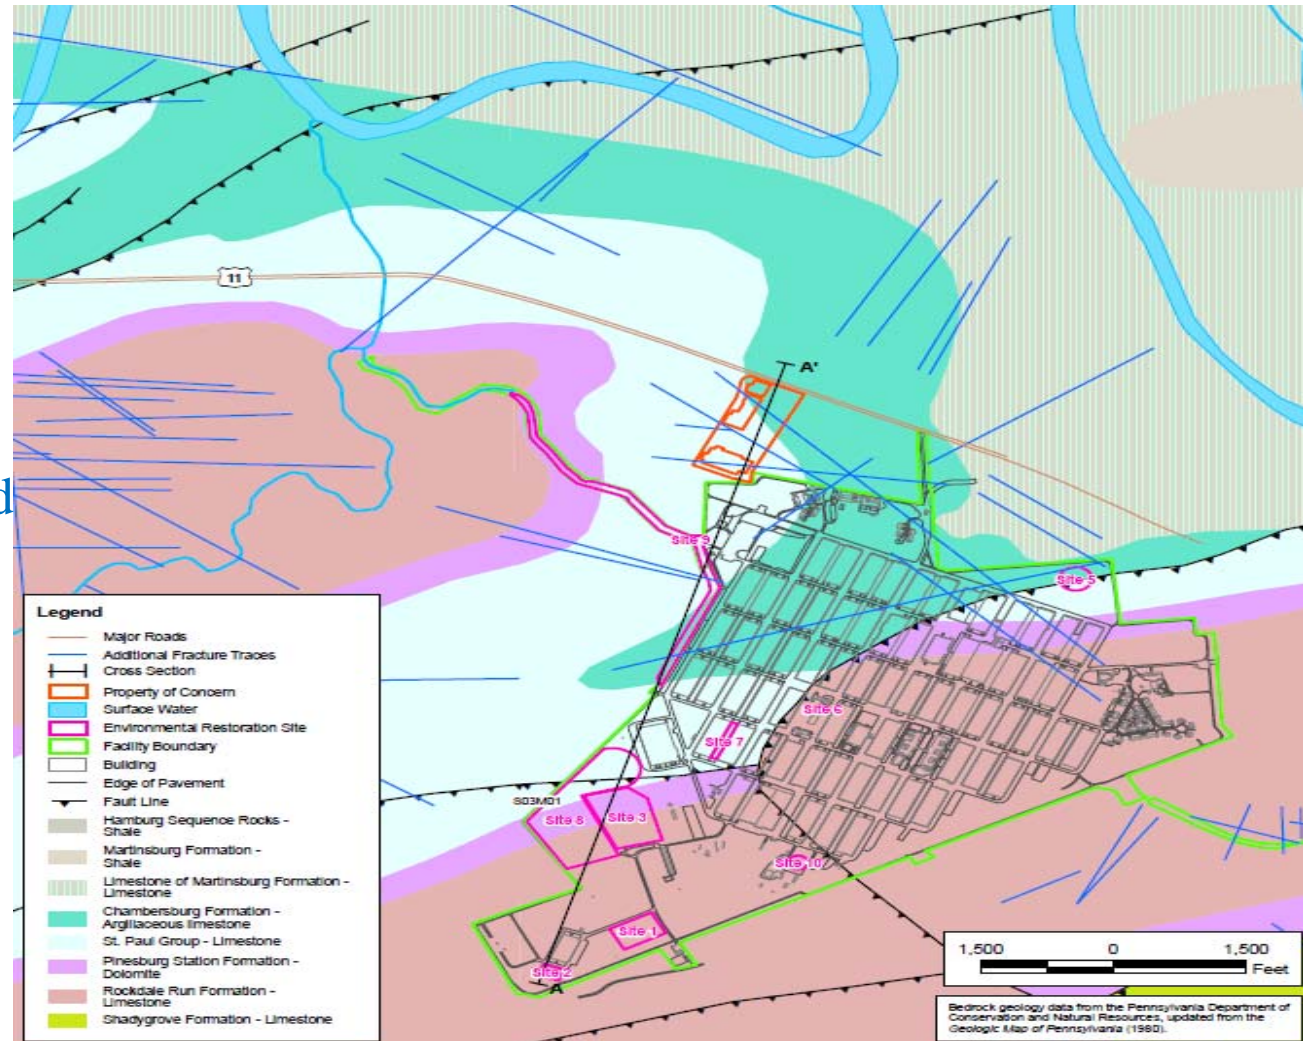 11
A'
d
Site 9
Site 5
Site 6
Site 7
S03M01
Site 8
Site 3
Site 10
Site 1
Site 2
A
Legend
Major Roads
Additional Fracture Traces
Cross Section
Property of Concern
Surface Water
Environmental Restoration Site
Facility Boundary
Building
Edge of Pavement
Fault Line
Hamburg Sequence Rocks -
Shale
Martinsburg Formation -
Shale
Limestone of Martinsburg Formation -
Limestone
Chambersburg Formation -
Argillaceous limestone
St. Paul Group - Limestone
Pinesburg Station Formation -
Dolomite
Rockdale Run Formation -
Limestone
Shadygrove Formation - Limestone
1,500 0 1,500
Feet
Bedrock geology data from the Pennsylvania Department of
Conservation and Natural Resources, updated from the
Geologic Map of Pennsylvania (1980).